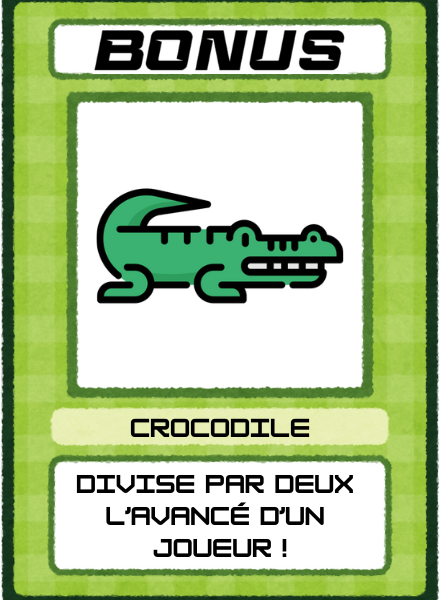 BONUS
CROCODILE
DIVISE PAR DEUX
L'AVANCÉ D'UN
JOUEUR !